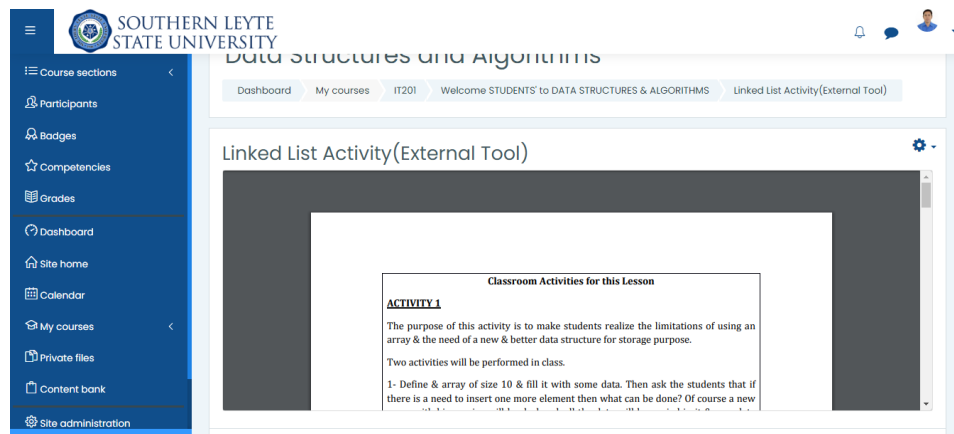 SOUTHERN LEYTE
STATE UNIVERSITY
Course sections
Participants
Badges
Competencies
Grades
Dashboard
Site home
Calendar
My courses
Private files
Content bank
Site administration
Data Structures and Algorithms
Dashboard My courses IT201 Welcome STUDENTS' to DATA STRUCTURES & ALGORITHMS Linked List Activity(External Tool)
Linked List Activity(External Tool)
Classroom Activities for this Lesson
ACTIVITY 1
The purpose of this activity is to make students realize the limitations of using an
array & the need of a new & better data structure for storage purpose.
Two activities will be performed in class.
1- Define & array of size 10 & fill it with some data. Then ask the students that if
there is a need to insert one more element then what can be done? Of course a new